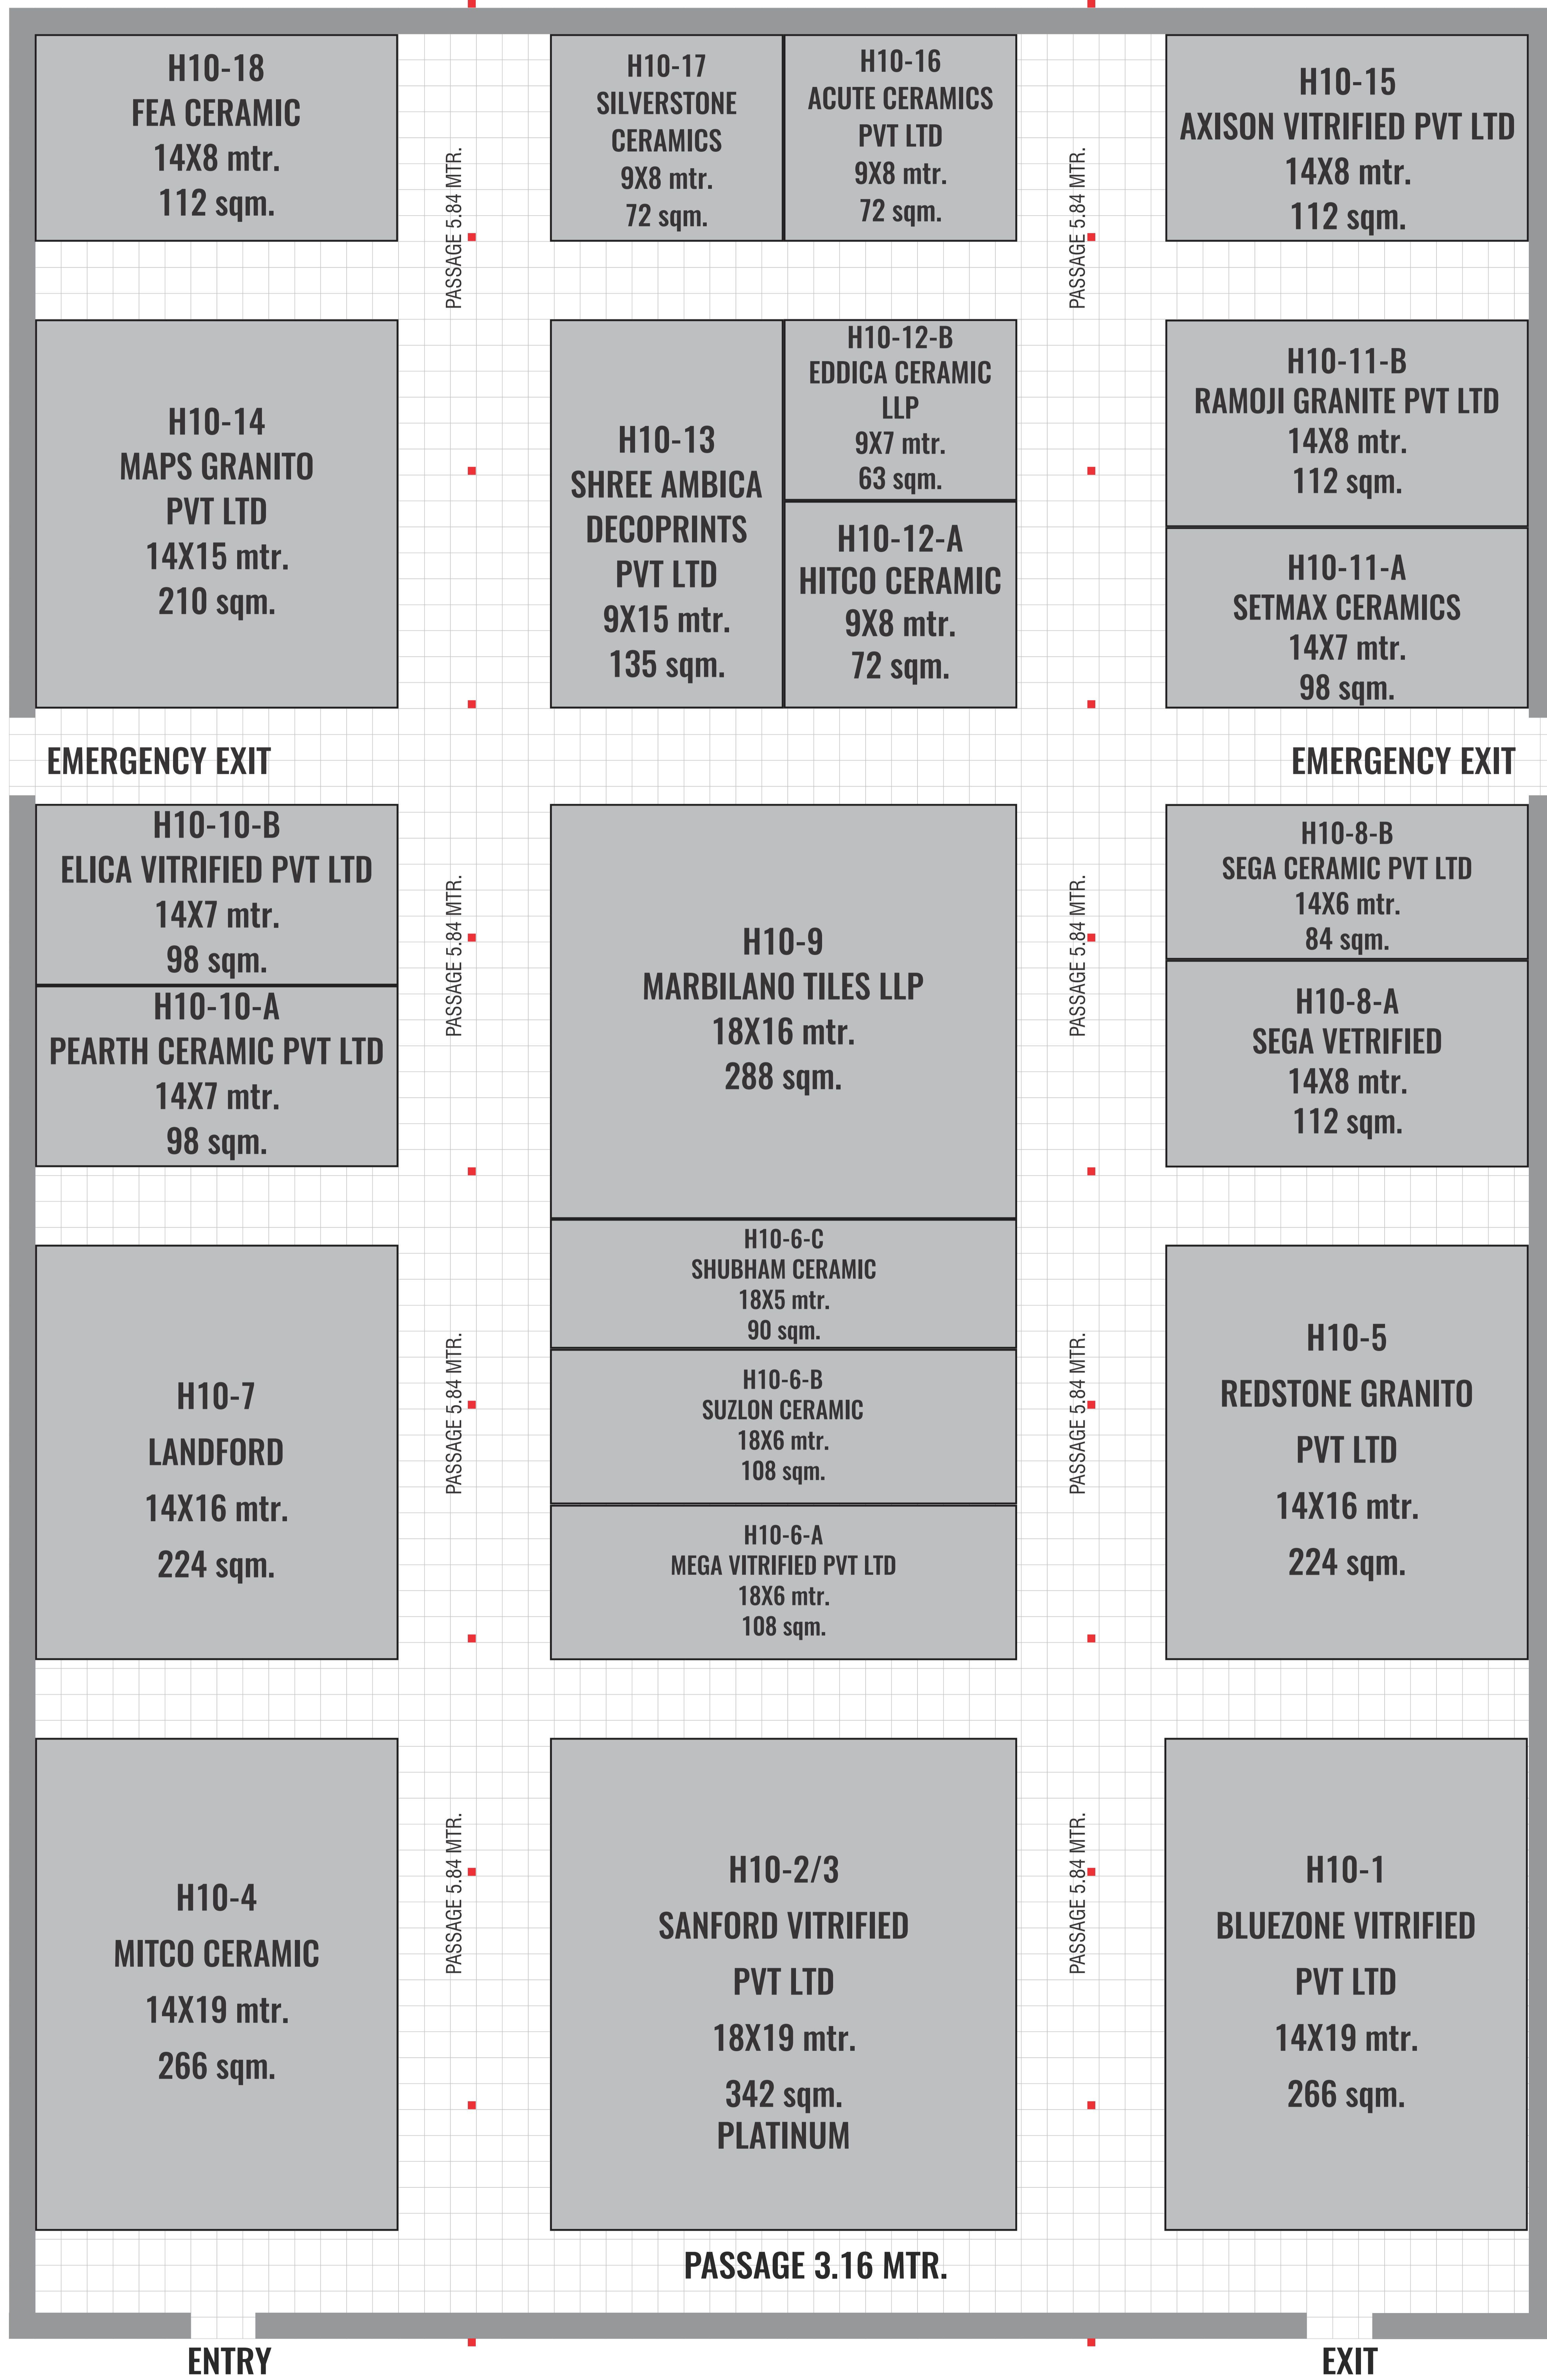 H10-18
FEA CERAMIC
14X8 mtr.
112 sqm.
PASSAGE 5.84 MTR.
H10-17
SILVERSTONE
CERAMICS
9X8 mtr.
72 sqm.
H10-16
ACUTE CERAMICS
PVT LTD
9X8 mtr.
72 sqm.
PASSAGE 5.84 MTR.
H10-15
AXISON VITRIFIED PVT LTD
14X8 mtr.
112 sqm.
H10-14
MAPS GRANITO
PVT LTD
14X15 mtr.
210 sqm.
H10-13
SHREE AMBICA
DECOPRINTS
PVT LTD
9X15 mtr.
135 sqm.
H10-12-B
EDDICA CERAMIC
LLP
9X7 mtr.
63 sqm.
H10-12-A
HITCO CERAMIC
9X8 mtr.
72 sqm.
H10-11-B
RAMOJI GRANITE PVT LTD
14X8 mtr.
112 sqm.
H10-11-A
SETMAX CERAMICS
14X7 mtr.
98 sqm.
EMERGENCY EXIT
EMERGENCY EXIT
H10-10-B
ELICA VITRIFIED PVT LTD
14X7 mtr.
98 sqm.
H10-10-A
PEARTH CERAMIC PVT LTD
14X7 mtr.
98 sqm.
PASSAGE 5.84 MTR.
H10-9
MARBILANO TILES LLP
18X16 mtr.
288 sqm.
PASSAGE 5.84 MTR.
H10-8-B
SEGA CERAMIC PVT LTD
14X6 mtr.
84 sqm.
H10-8-A
SEGA VETRIFIED
14X8 mtr.
112 sqm.
H10-7
LANDFORD
14X16 mtr.
224 sqm.
PASSAGE 5.84 MTR.
H10-6-C
SHUBHAM CERAMIC
18X5 mtr.
90 sqm.
H10-6-B
SUZLON CERAMIC
18X6 mtr.
108 sqm.
H10-6-A
MEGA VITRIFIED PVT LTD
18X6 mtr.
108 sqm.
PASSAGE 5.84 MTR.
H10-5
REDSTONE GRANITO
PVT LTD
14X16 mtr.
224 sqm.
H10-4
MITCO CERAMIC
14X19 mtr.
266 sqm.
PASSAGE 5.84 MTR.
H10-2/3
SANFORD VITRIFIED
PVT LTD
18X19 mtr.
342 sqm.
PLATINUM
PASSAGE 5.84 MTR.
H10-1
BLUEZONE VITRIFIED
PVT LTD
14X19 mtr.
266 sqm.
PASSAGE 3.16 MTR.
ENTRY
EXIT